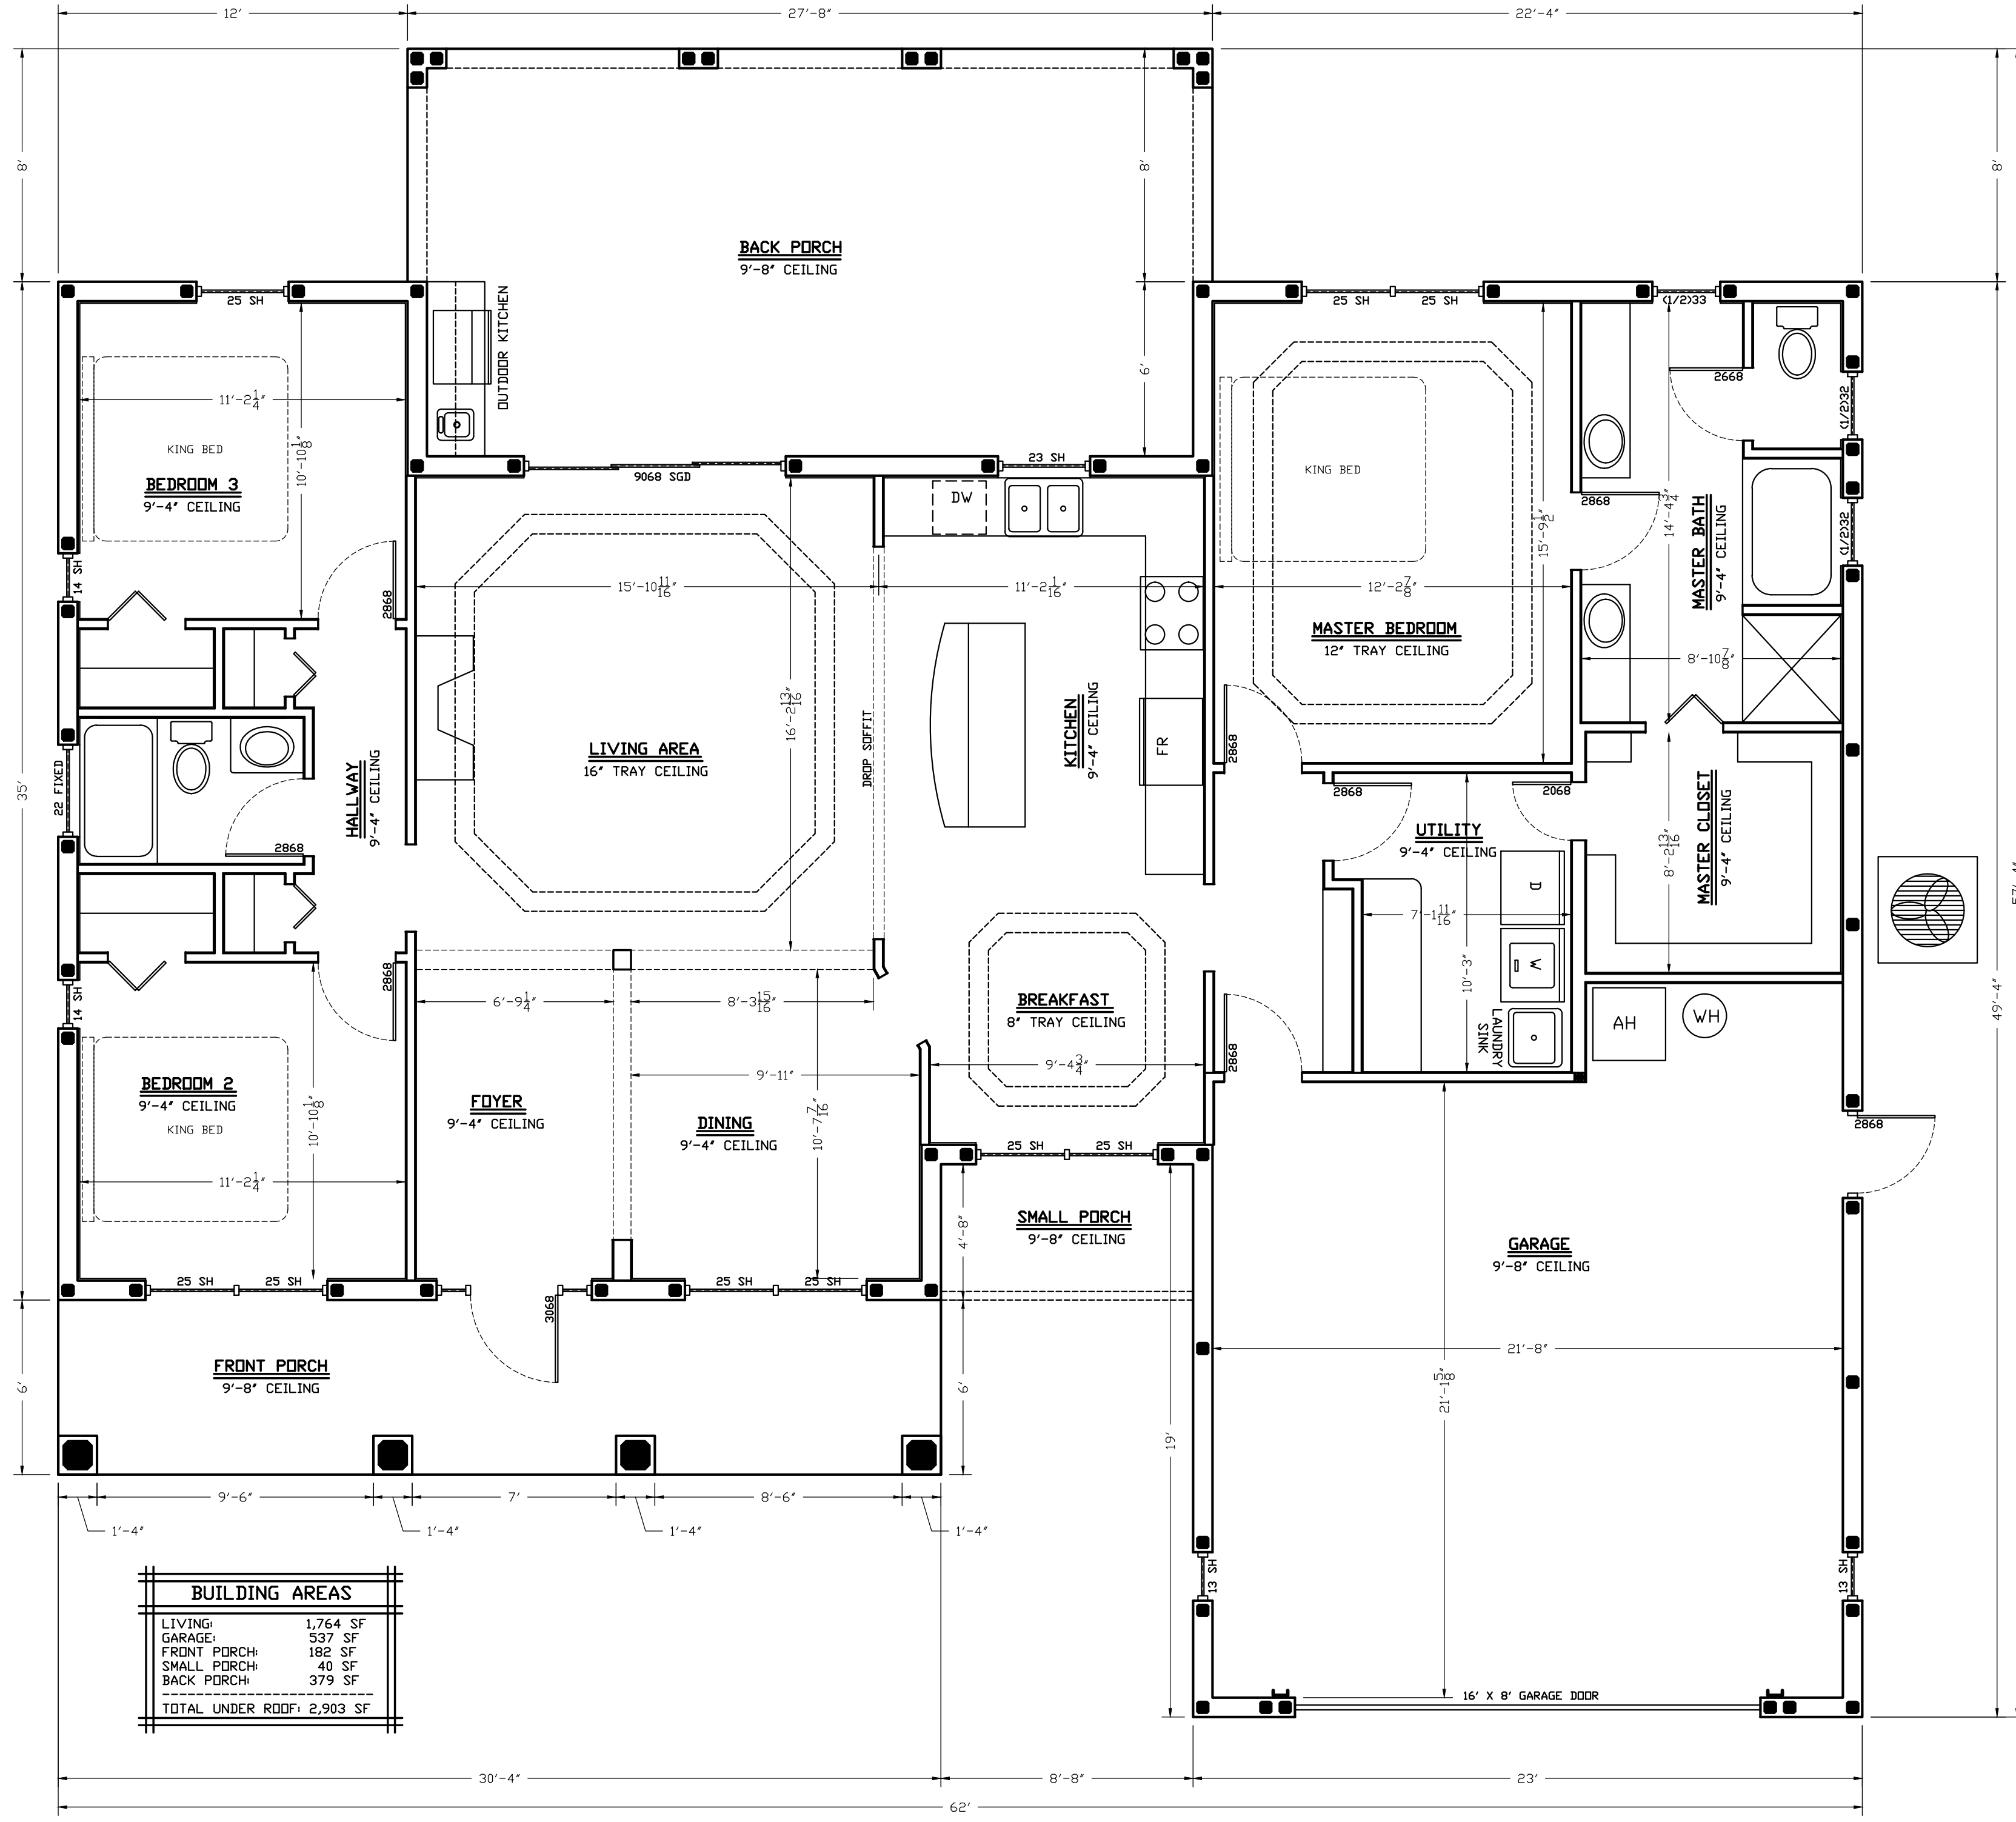 12'
27'-8"
22'-4"
8'
8'
8'
BACK PORCH
9'-8" CEILING
OUTDOOR KITCHEN
6'
25 SH
25 SH
25 SH
(1/2)33
2668
(1/2)32
11'-2 1/4"
10'-10 1/8"
KING BED
BEDROOM 3
9'-4" CEILING
14 SH
2868
9068 SGD
23 SH
DW
KING BED
15'-9 1/2"
2868
14'-4 3/4"
MASTER BATH
9'-4" CEILING
(1/2)32
15'-10 11/16"
11'-2 1/16"
12'-2 7/8"
MASTER BEDROOM
12" TRAY CEILING
8'-10 7/8"
16'-2 13/16"
LIVING AREA
16" TRAY CEILING
DROP SOFFIT
KITCHEN
9'-4" CEILING
FR
2868
22 FIXED
HALLWAY
9'-4" CEILING
2868
35'
2868
2068
UTILITY
9'-4" CEILING
D
7'-1 11/16"
W
10'-3"
LAUNDRY
SINK
8'-2 13/16"
MASTER CLOSET
9'-4" CEILING
57'-4"
49'-4"
14 SH
2868
6'-9 1/4"
8'-3 15/16"
BREAKFAST
8" TRAY CEILING
9'-4 3/4"
2868
AH
WH
BEDROOM 2
9'-4" CEILING
KING BED
10'-10 1/8"
11'-2 1/4"
FOYER
9'-4" CEILING
9'-11"
DINING
9'-4" CEILING
10'-7 7/16"
25 SH
25 SH
2868
4'-8"
SMALL PORCH
9'-8" CEILING
GARAGE
9'-8" CEILING
25 SH
25 SH
3068
25 SH
25 SH
21'-8"
21'-1 5/8"
FRONT PORCH
9'-8" CEILING
6'
6'
19'
9'-6"
7'
8'-6"
1'-4"
1'-4"
1'-4"
1'-4"
13 SH
13 SH
BUILDING AREAS
LIVING: 1,764 SF
GARAGE: 537 SF
FRONT PORCH: 182 SF
SMALL PORCH: 40 SF
BACK PORCH: 379 SF
TOTAL UNDER ROOF: 2,903 SF
16' X 8' GARAGE DOOR
30'-4"
8'-8"
23'
62'